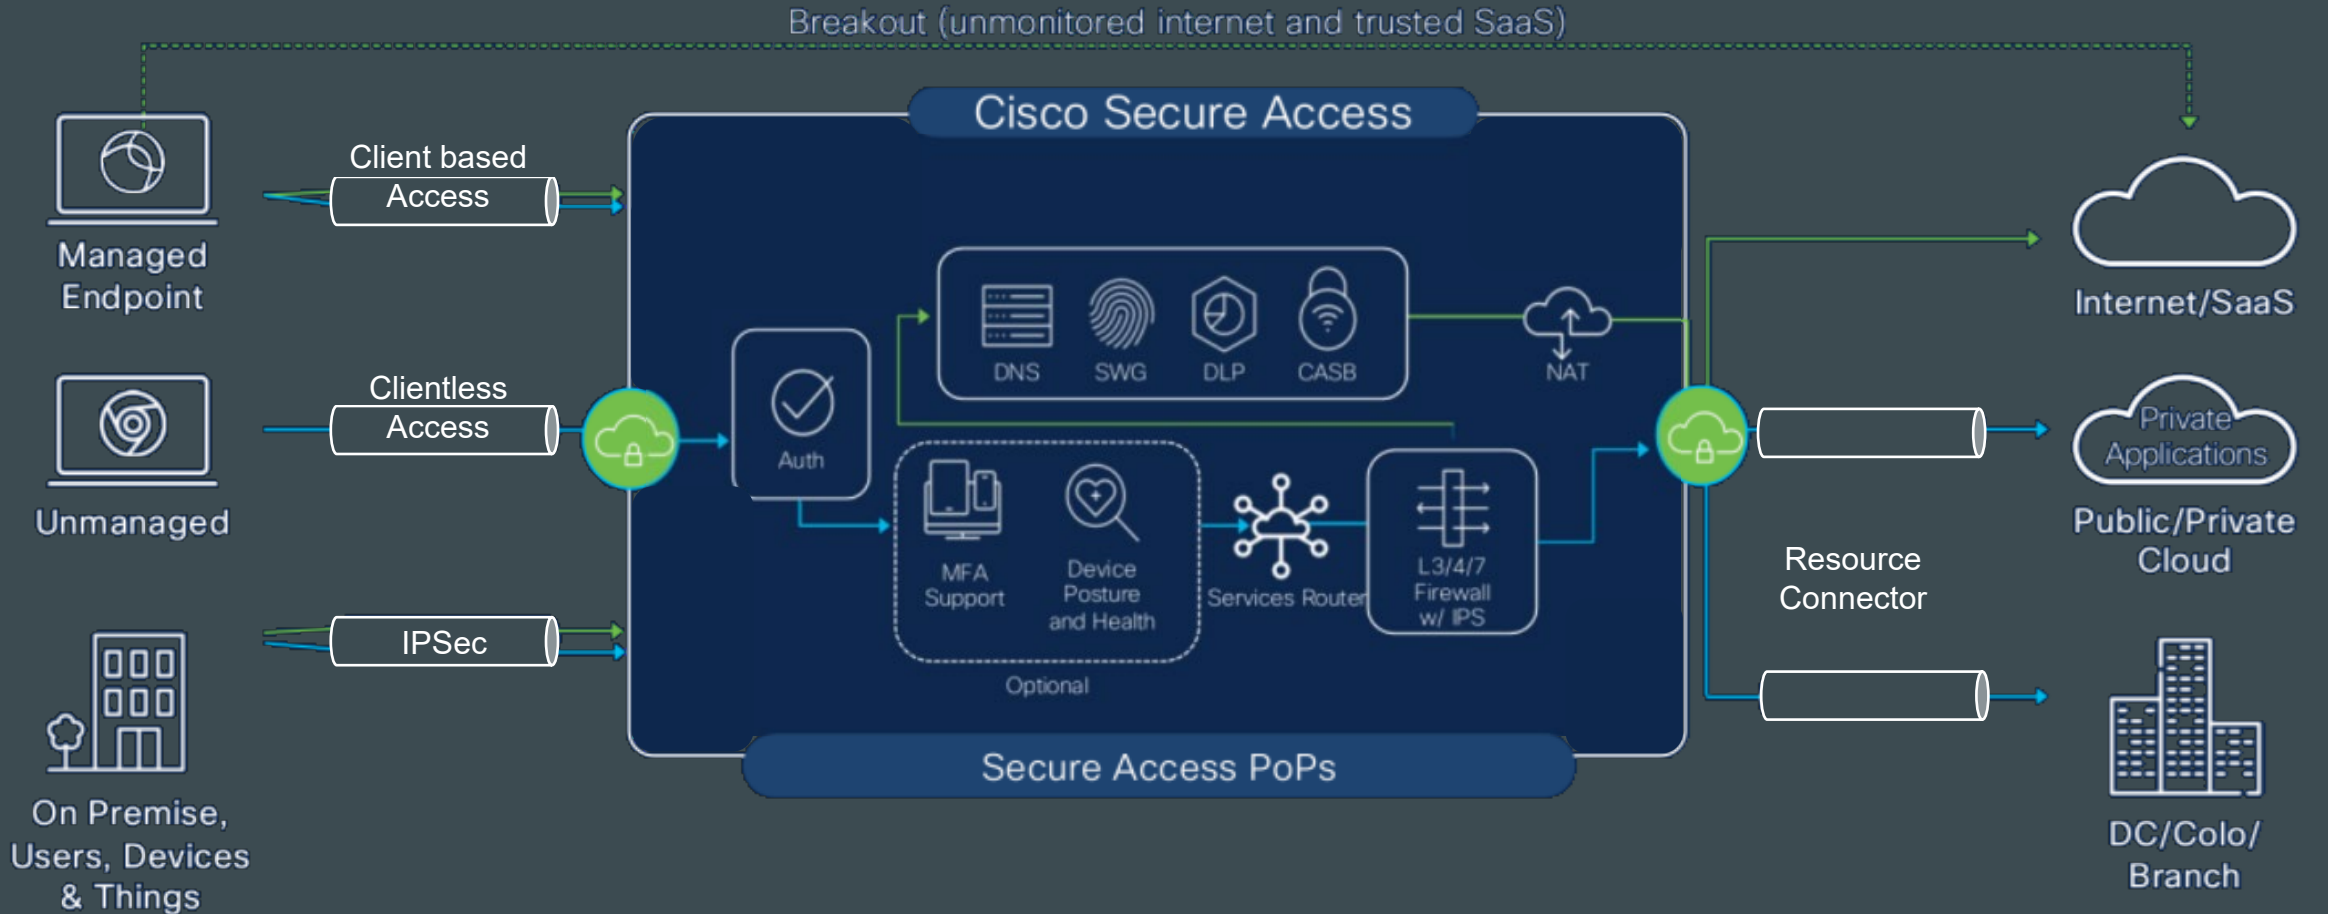 Breakout (unmonitored internet and trusted SaaS)
Cisco Secure Access
Client based
Access
Managed
Endpoint
Clientless
Access
Unmanaged
IPSec
On Premise,
Users, Devices
& Things
Auth
DNS
SWG
DLP
CASB
NAT
MFA
Support
Device
Posture
and Health
Optional
Services Router
L3/4/7
Firewall
w/ IPS
Secure Access PoPs
Internet/SaaS
Private
Applications
Public/Private
Cloud
Resource
Connector
DC/Colo/
Branch